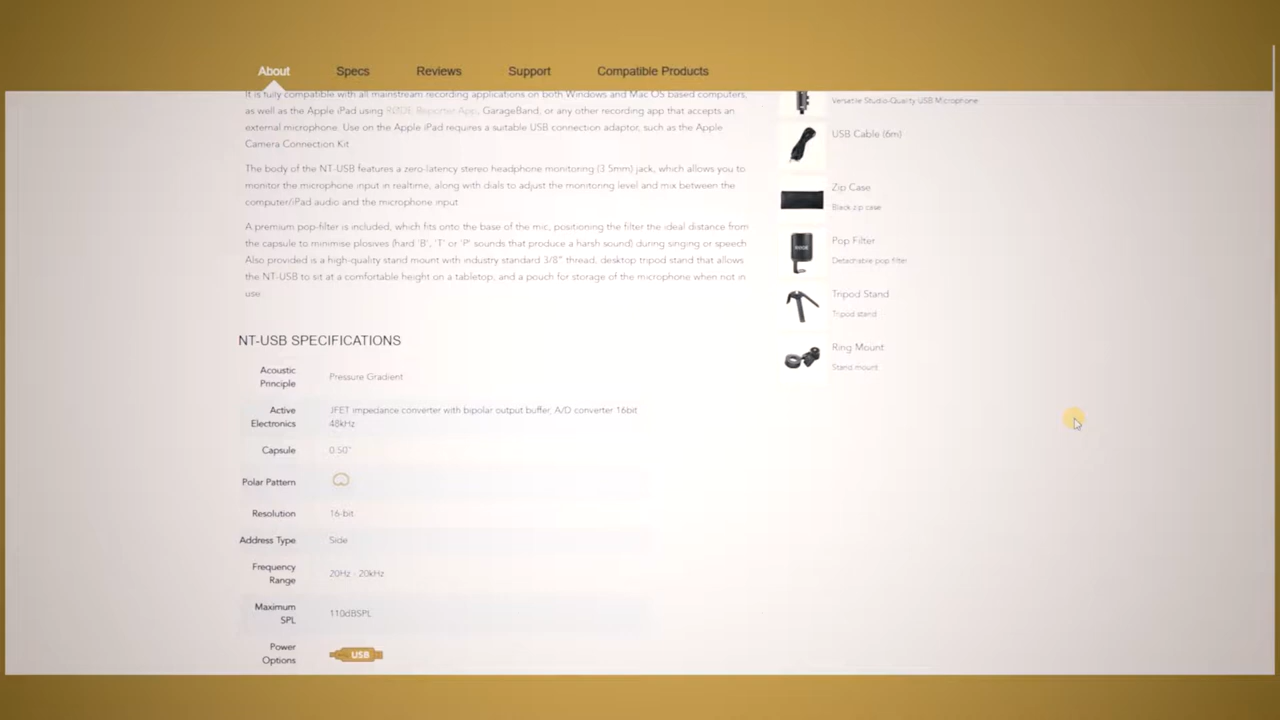 About Specs Reviews Support Compatible Products
It is fully compatible with all mainstream recording applications on both Windows and Mac OS based computers,
as well as the Apple iPad using RØDE Reporter App, GarageBand, or any other recording app that accepts an
external microphone. Use on the Apple iPad requires a suitable USB connection adaptor, such as the Apple
Camera Connection Kit.
The body of the NT-USB features a zero-latency stereo headphone monitoring (3.5mm) jack, which allows you to
monitor the microphone input in realtime, along with dials to adjust the monitoring level and mix between the
computer/iPad audio and the microphone input.
A premium pop-filter is included, which fits onto the base of the mic, positioning the filter the ideal distance from
the capsule to minimise plosives (hard 'B', 'T' or 'P' sounds that produce a harsh sound) during singing or speech.
Also provided is a high-quality stand mount with industry standard 3/8" thread, desktop tripod stand that allows
the NT-USB to sit at a comfortable height on a tabletop, and a pouch for storage of the microphone when not in
use.
NT-USB SPECIFICATIONS
Acoustic
Principle
Pressure Gradient
Active
Electronics
JFET impedance converter with bipolar output buffer, A/D converter 16bit
48kHz
Capsule
0.50"
Polar Pattern
Resolution
16-bit
Address Type
Side
Frequency
Range
20Hz - 20kHz
Maximum
SPL
110dBSPL
Power
Options
USB
Versatile Studio-Quality USB Microphone
USB Cable (6m)
Zip Case
Black zip case
Pop Filter
Detachable pop filter
RØDE
Tripod Stand
Tripod stand
Ring Mount
Stand mount